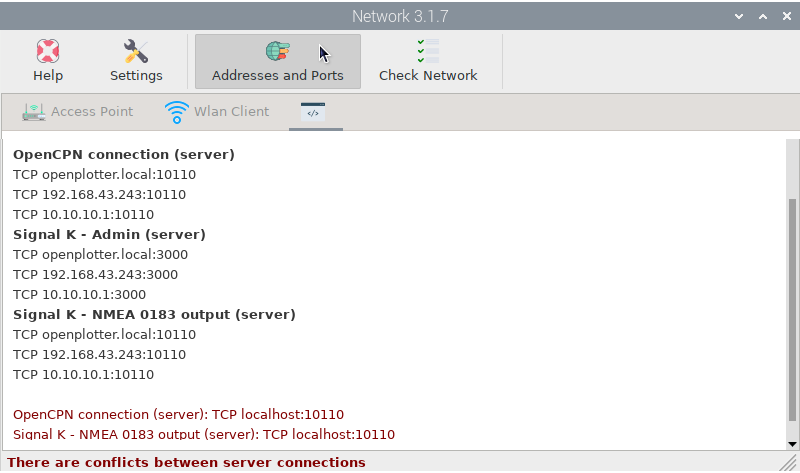 Network 3.1.7
Help
Settings
Addresses and Ports
Check Network
Access Point
Wlan Client
</>
OpenCPN connection (server)
TCP openplotter.local:10110
TCP 192.168.43.243:10110
TCP 10.10.10.1:10110
Signal K - Admin (server)
TCP openplotter.local:3000
TCP 192.168.43.243:3000
TCP 10.10.10.1:3000
Signal K - NMEA 0183 output (server)
TCP openplotter.local:10110
TCP 192.168.43.243:10110
TCP 10.10.10.1:10110
OpenCPN connection (server): TCP localhost:10110
Signal K - NMEA 0183 output (server): TCP localhost:10110
There are conflicts between server connections